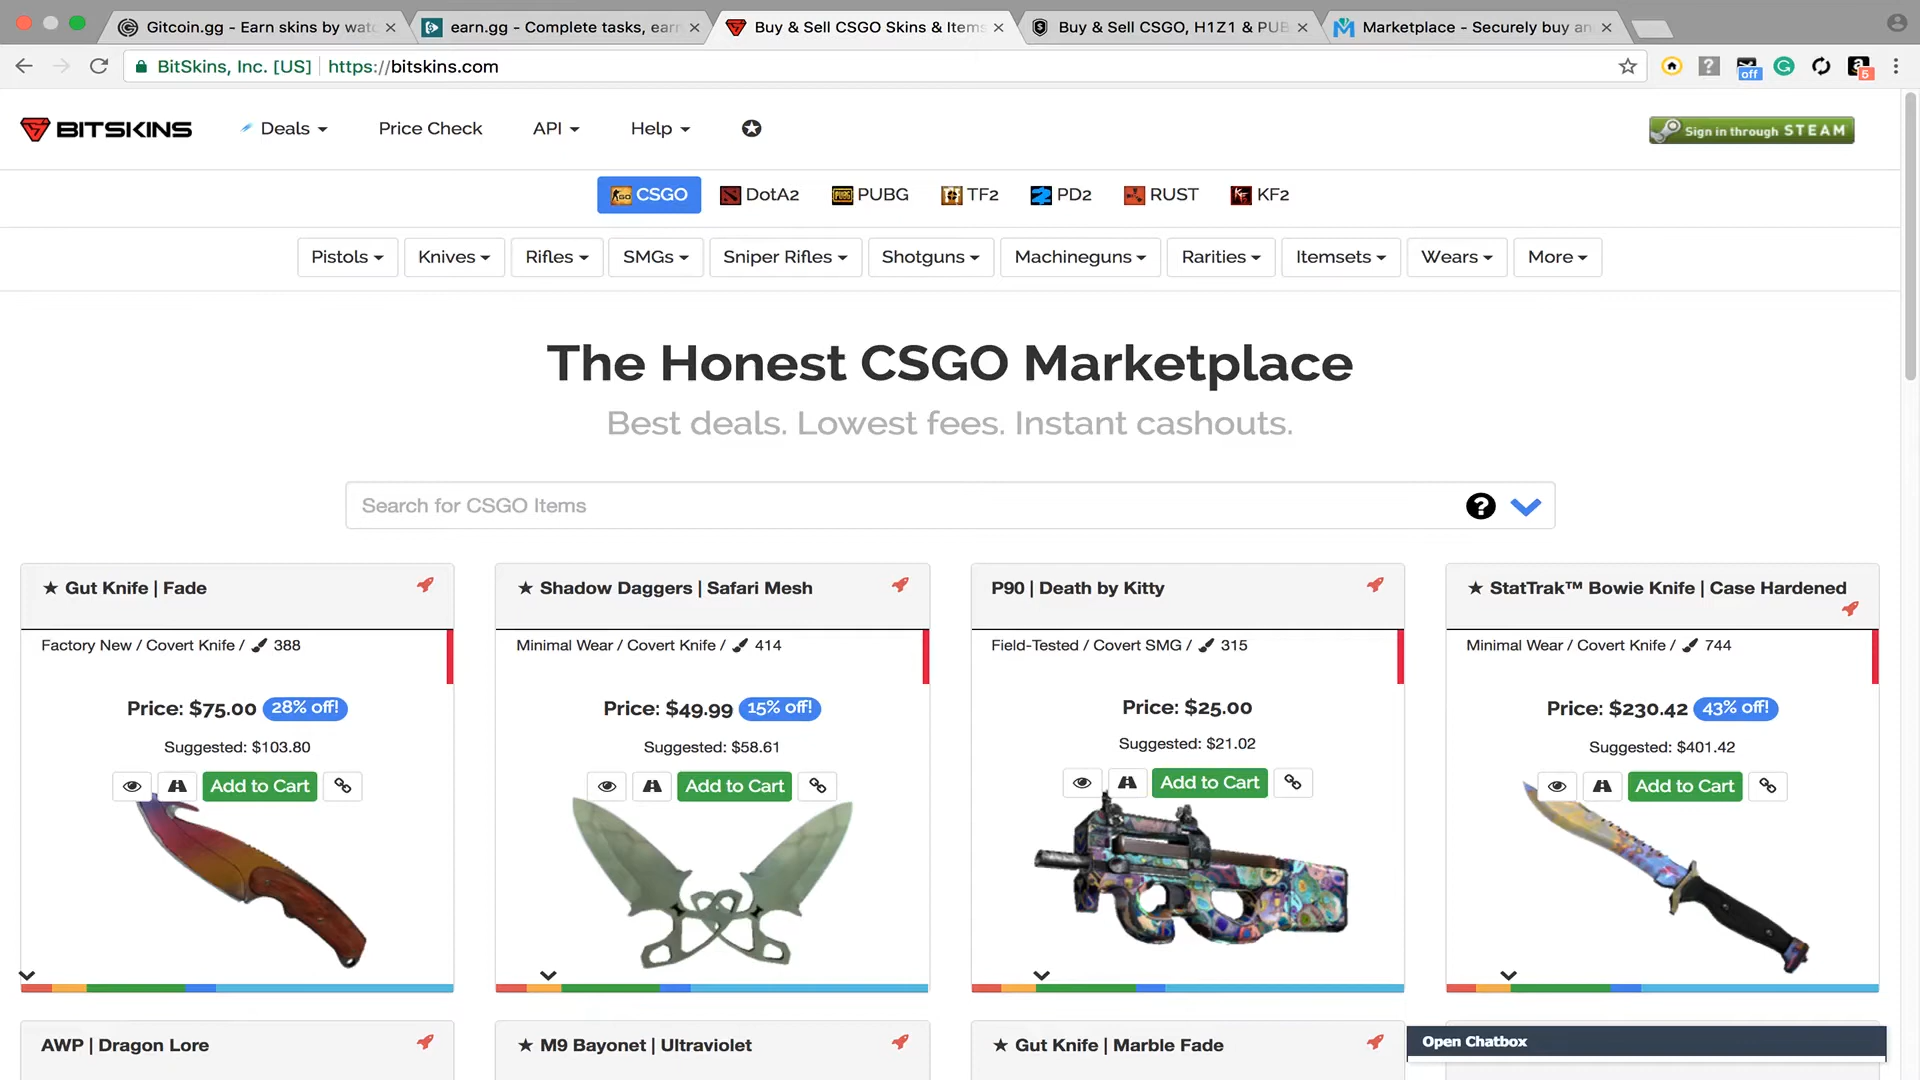 Gitcoin.gg - Earn skins by wat
earn.gg - Complete tasks, earn
Buy & Sell CSGO Skins & Items
Buy & Sell CSGO, H1Z1 & PUB
Marketplace - Securely buy an
BitSkins, Inc. [US]
https://bitskins.com
off
5
BITSKINS
Deals
Price Check
API
Help
Sign in through STEAM
CSGO
DotA2
PUBG
TF2
PD2
RUST
KF2
Pistols
Knives
Rifles
SMGs
Sniper Rifles
Shotguns
Machineguns
Rarities
Itemsets
Wears
More
The Honest CSGO Marketplace
Best deals. Lowest fees. Instant cashouts.
Search for CSGO Items
★ Gut Knife | Fade
Factory New / Covert Knife / 388
Price: $75.00 28% off!
Suggested: $103.80
Add to Cart
★ Shadow Daggers | Safari Mesh
Minimal Wear / Covert Knife / 414
Price: $49.99 15% off!
Suggested: $58.61
Add to Cart
P90 | Death by Kitty
Field-Tested / Covert SMG / 315
Price: $25.00
Suggested: $21.02
Add to Cart
★ StatTrak™ Bowie Knife | Case Hardened
Minimal Wear / Covert Knife / 744
Price: $230.42 43% off!
Suggested: $401.42
Add to Cart
AWP | Dragon Lore
★ M9 Bayonet | Ultraviolet
★ Gut Knife | Marble Fade
Open Chatbox